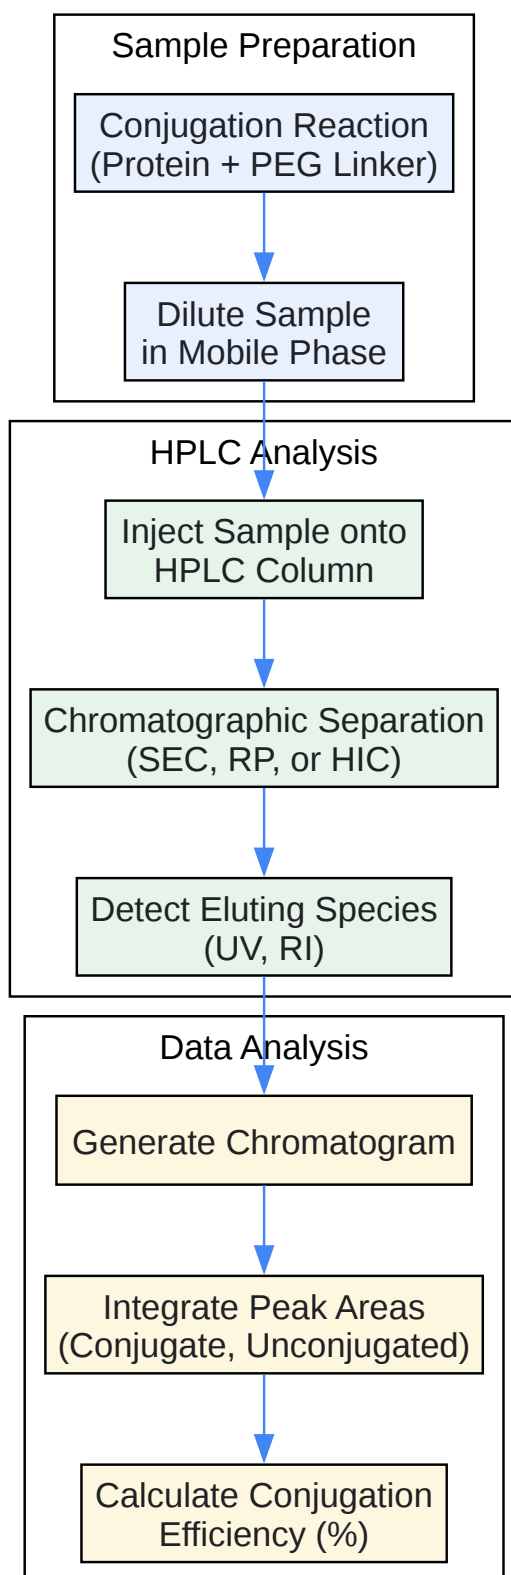 Sample Preparation
Conjugation Reaction
(Protein + PEG Linker)
Dilute Sample
in Mobile Phase
HPLC Analysis
Inject Sample onto
HPLC Column
Chromatographic Separation
(SEC, RP, or HIC)
Detect Eluting Species
(UV, RI)
Data Analysis
Generate Chromatogram
Integrate Peak Areas
(Conjugate, Unconjugated)
Calculate Conjugation
Efficiency (%)